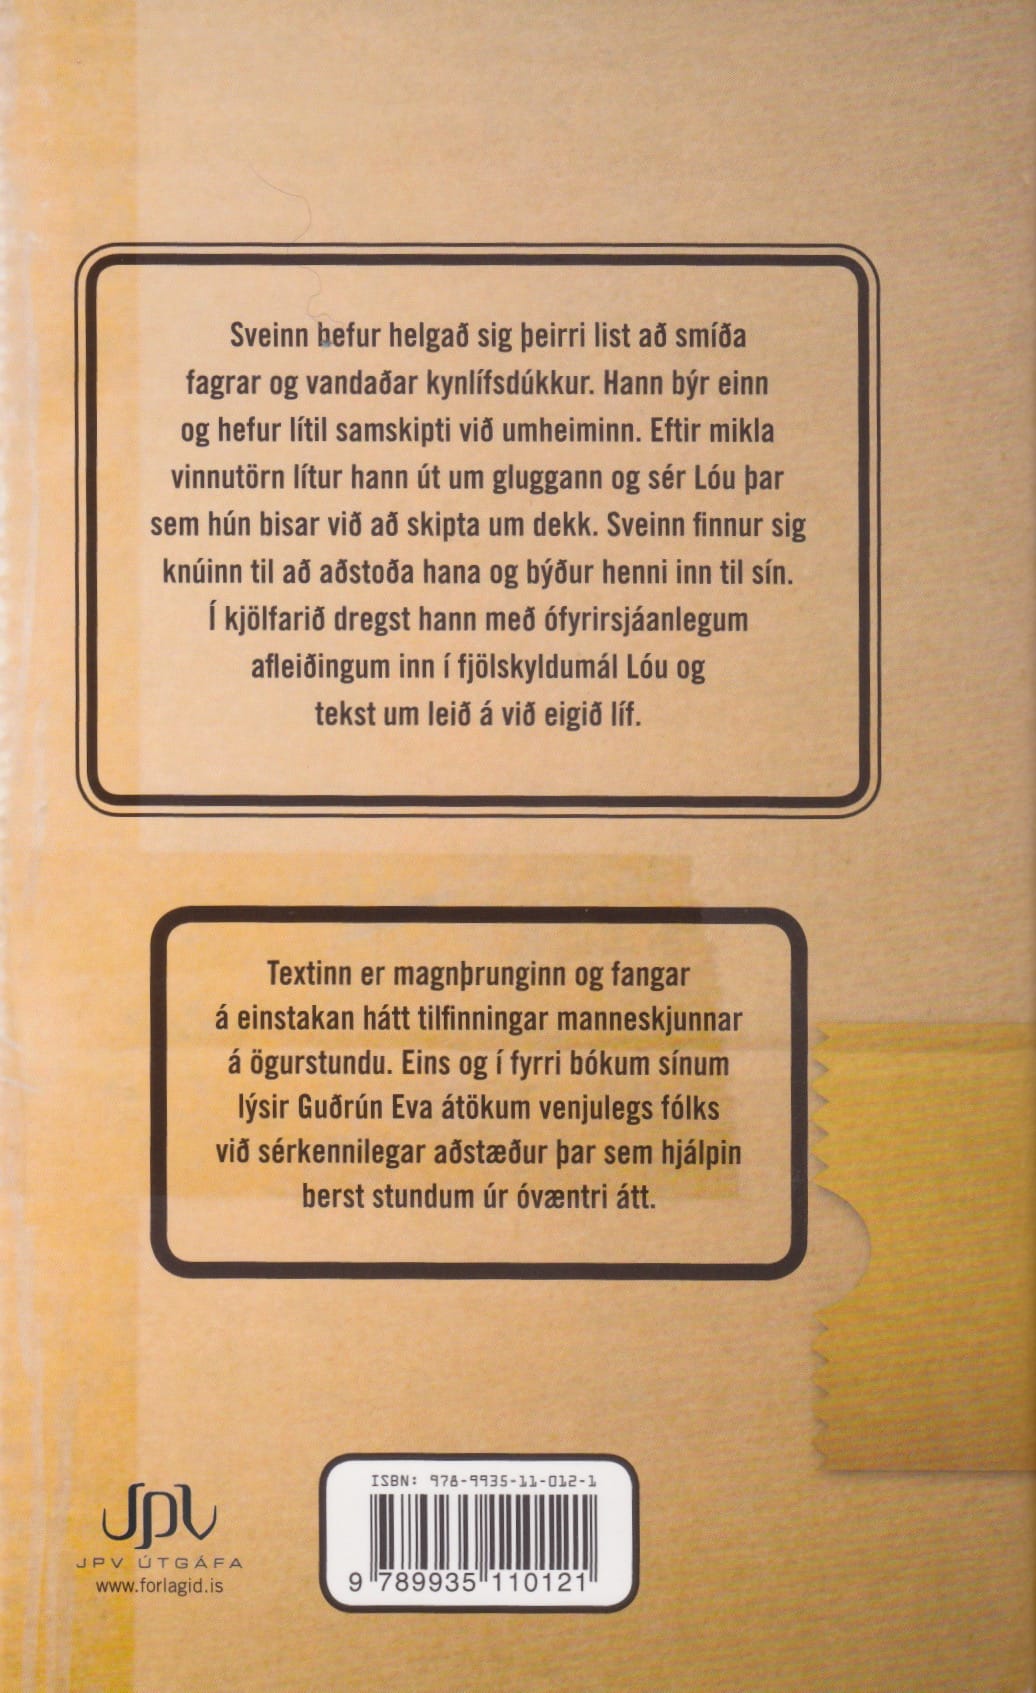 Sveinn hefur helgað sig þeirri list að smíða
fagrar og vandaðar kynlífsdúkkur. Hann býr einn
og hefur lítil samskipti við umheiminn. Eftir mikla
vinnutörn lítur hann út um gluggann og sér Lóu þar
sem hún bisar við að skipta um dekk. Sveinn finnur sig
knúinn til að aðstoða hana og býður henni inn til sín.
Í kjölfarið dregst hann með ófyrirsjáanlegum
afleiðingum inn í fjölskyldumál Lóu og
tekst um leið á við eigið líf.
Textinn er magnþrunginn og fangar
á einstakan hátt tilfinningar manneskjunnar
á ögurstundu. Eins og í fyrri bókum sínum
lýsir Guðrún Eva átökum venjulegs fólks
við sérkennilegar aðstæður þar sem hjálpin
berst stundum úr óvæntri átt.
JPV
JPV ÚTGÁFA
www.forlagid.is
ISBN: 978-9935-11-012-1
9 789935 110121